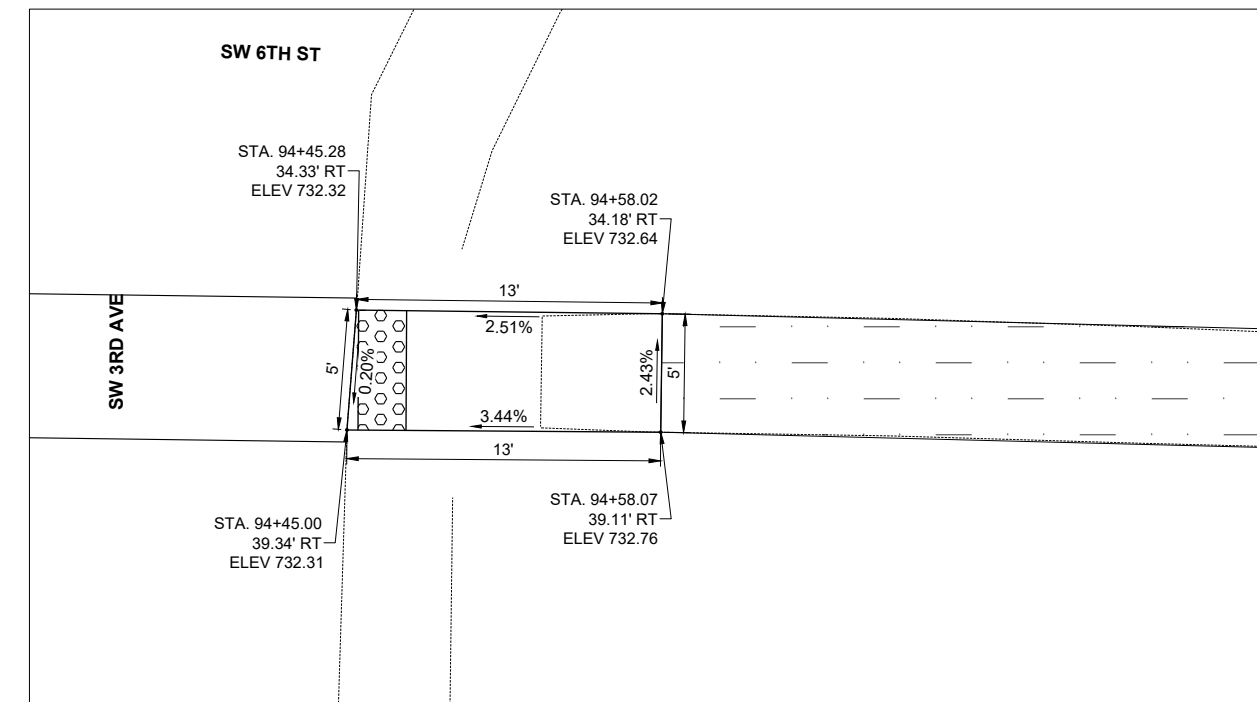 SW 6TH ST
STA. 94+45.28
34.33' RT
ELEV 732.32
STA. 94+58.02
34.18' RT
ELEV 732.64
13'
2.51%
SW 3RD AVE
5'
0.20%
2.43%
5'
3.44%
13'
STA. 94+58.07
39.11' RT
ELEV 732.76
STA. 94+45.00
39.34' RT
ELEV 732.31